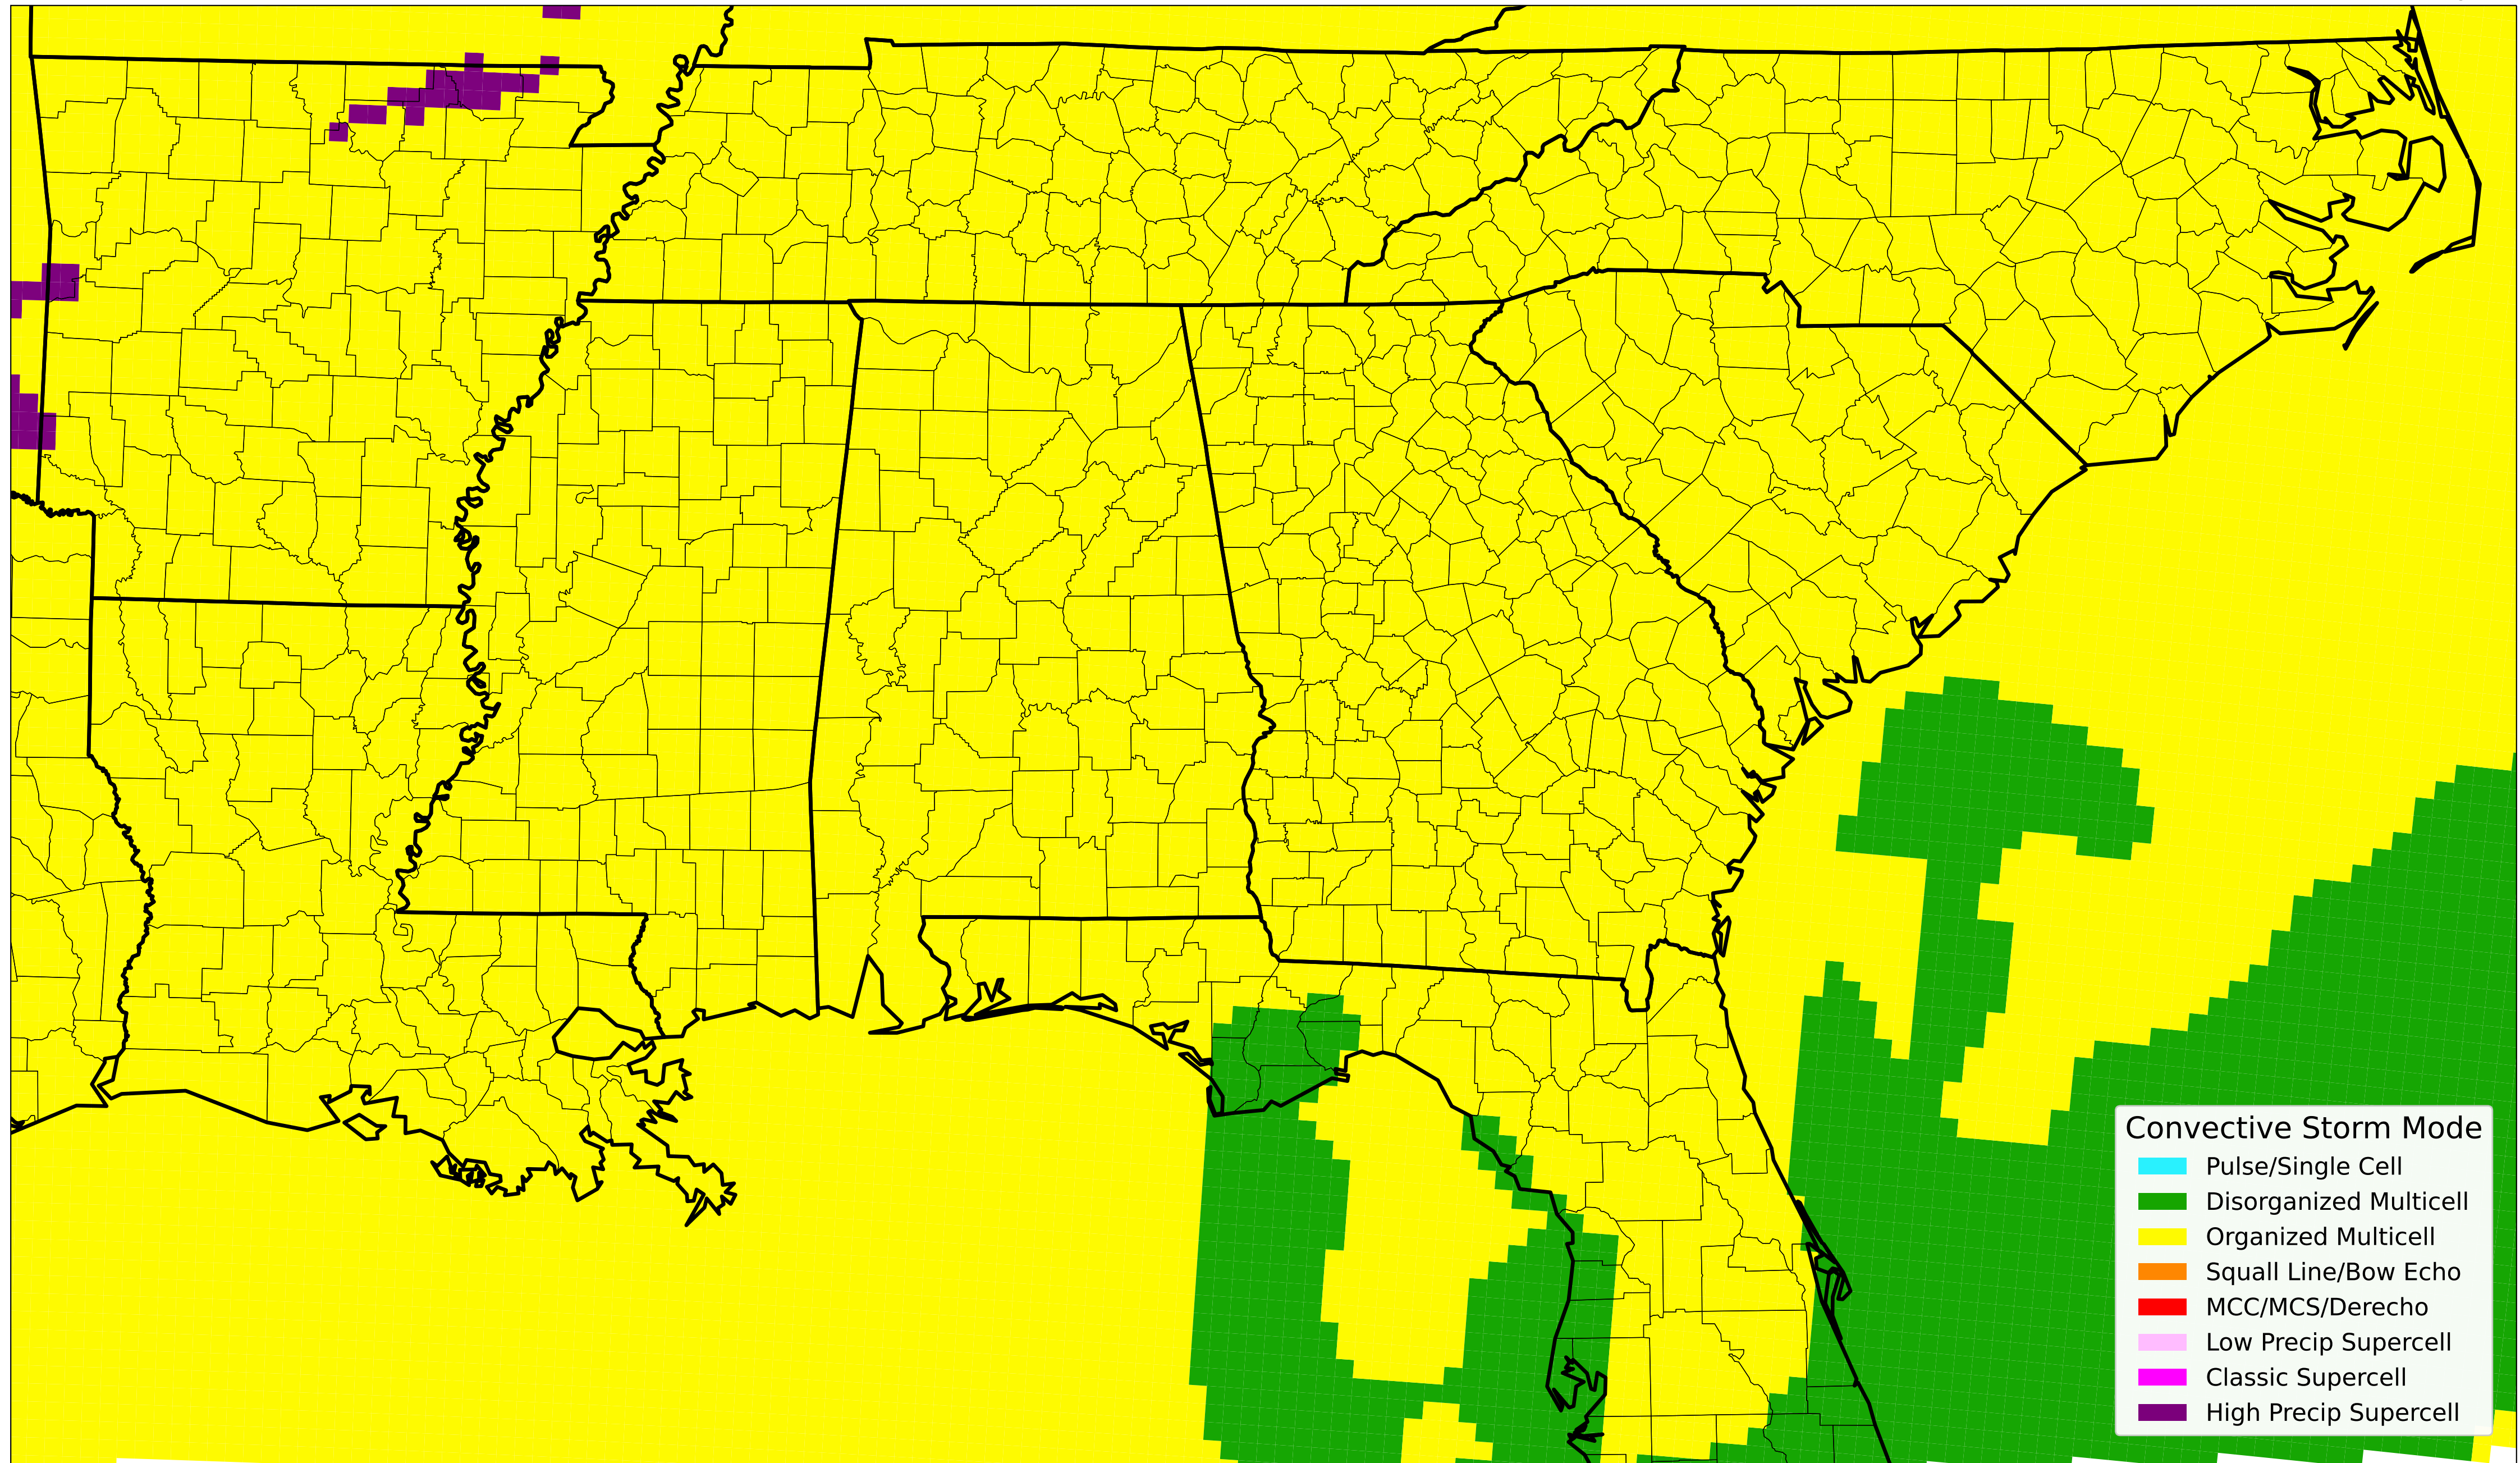 Convective Storm Mode
Pulse/Single Cell
Disorganized Multicell
Organized Multicell
Squall Line/Bow Echo
MCC/MCS/Derecho
Low Precip Supercell
Classic Supercell
High Precip Supercell